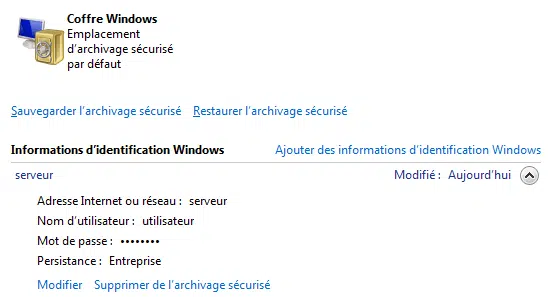 Coffre Windows
Emplacement
d'archivage sécurisé
par défaut
Sauvegarder l'archivage sécurisé Restaurer l'archivage sécurisé
Informations d'identification Windows Ajouter des informations d'identification Windows
serveur Modifié : Aujourd'hui
Adresse Internet ou réseau : serveur
Nom d'utilisateur : utilisateur
Mot de passe : ••••••••
Persistance : Entreprise
Modifier Supprimer de l'archivage sécurisé